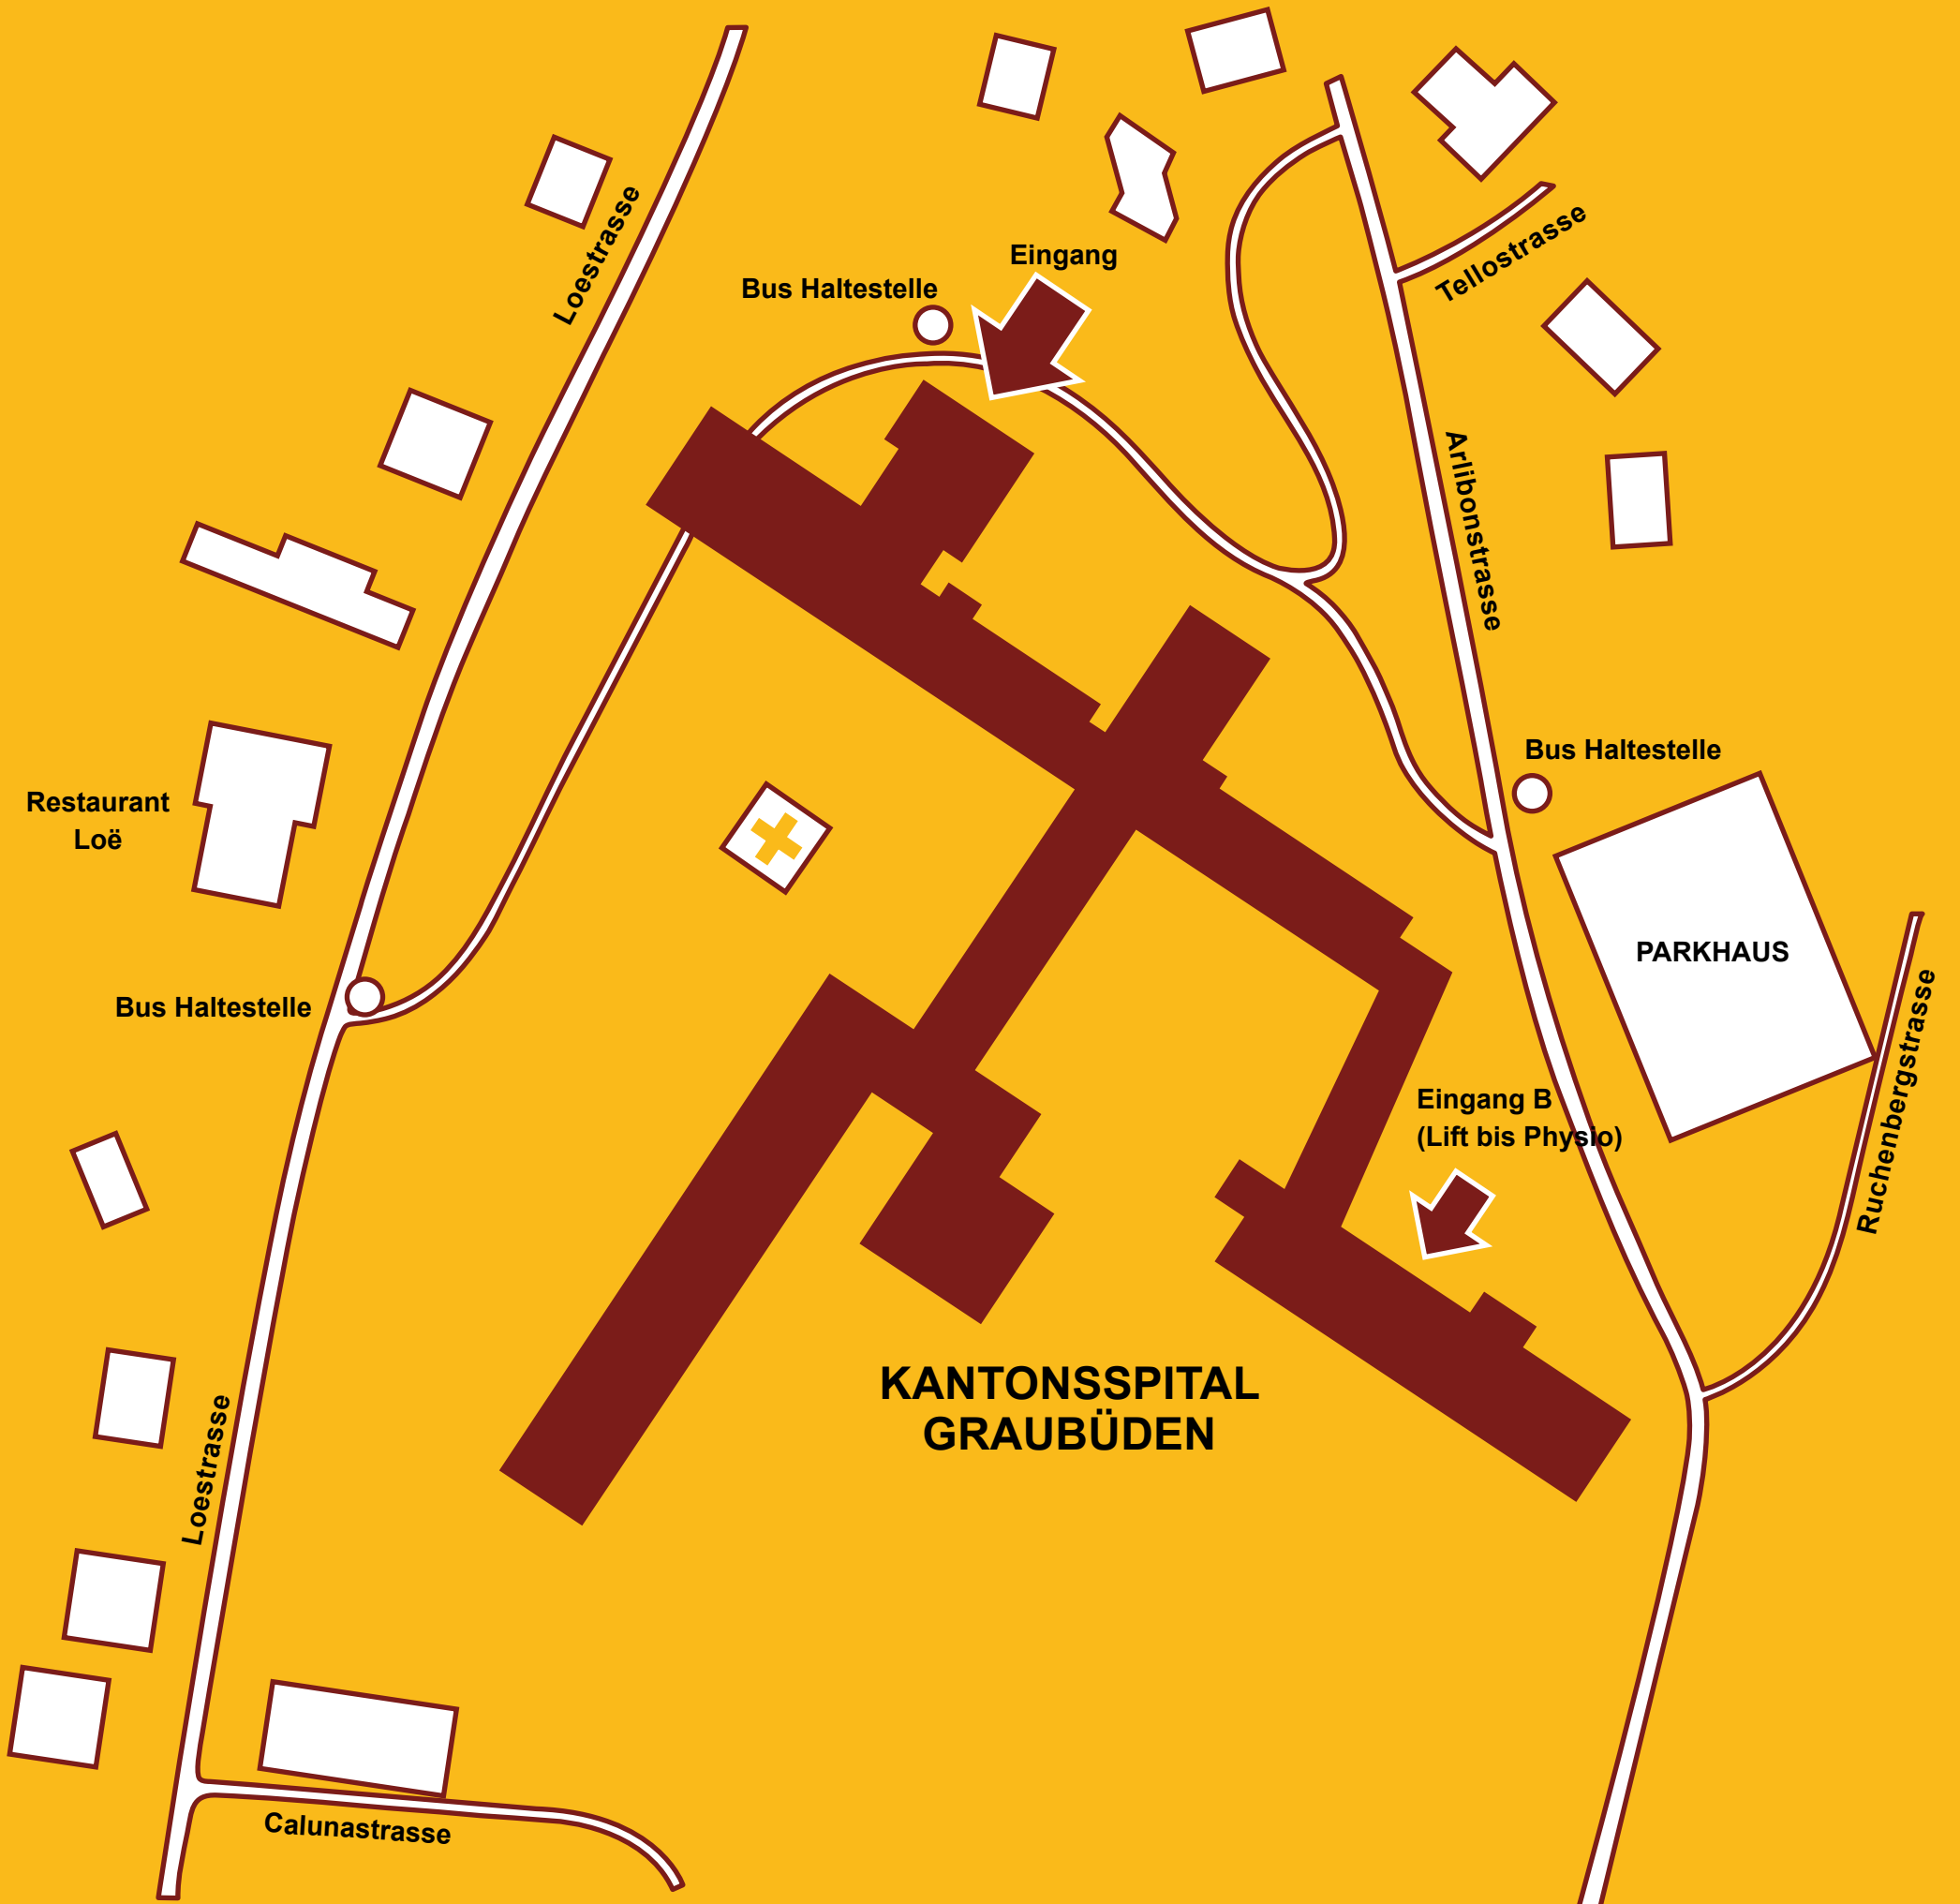 Loestrasse
Eingang
Bus Haltestelle
Tellostrasse
Arlibonstrasse
Bus Haltestelle
Restaurant
Loë
PARKHAUS
Bus Haltestelle
Ruchenbergstrasse
Eingang B
(Lift bis Physio)
KANTONSSPITAL
GRAUBÜDEN
Loestrasse
Calunastrasse